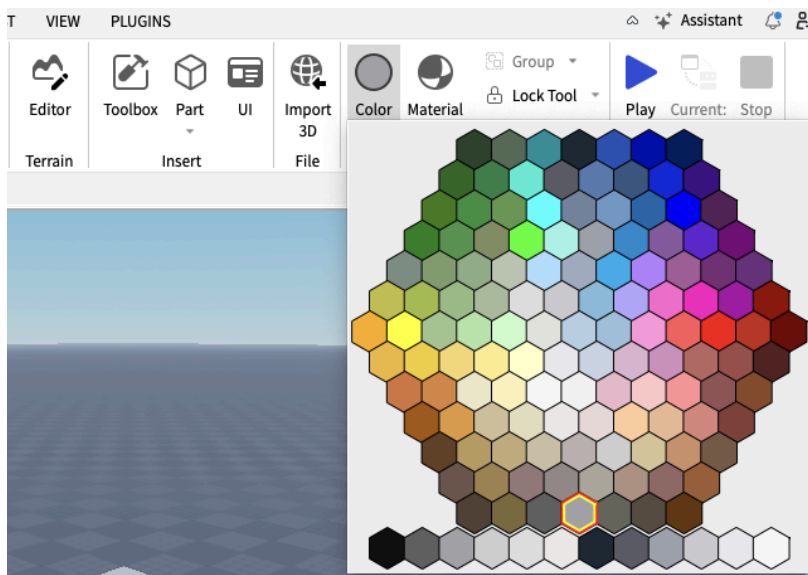 T VIEW PLUGINS Assistant
Group
Lock Tool
Editor Toolbox Part UI Import 3D Color Material Play Current: Stop
Terrain Insert File